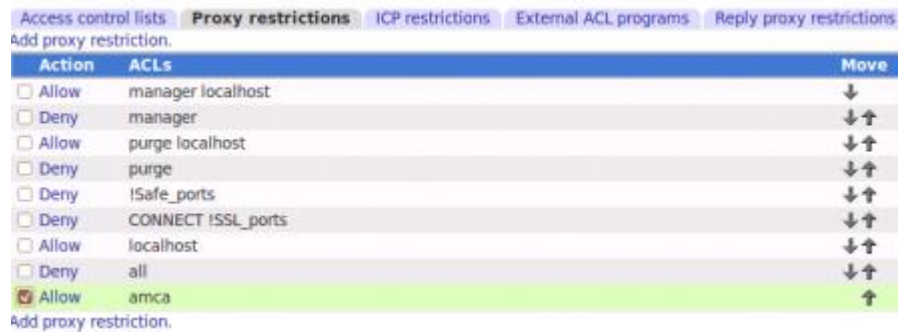 Access control lists Proxy restrictions ICP restrictions External ACL programs Reply proxy restrictions
Add proxy restriction.
Action ACLs Move
Allow manager localhost
Deny manager
Allow purge localhost
Deny purge
Deny !Safe_ports
Deny CONNECT !SSL_ports
Allow localhost
Deny all
Allow amca
Add proxy restriction.